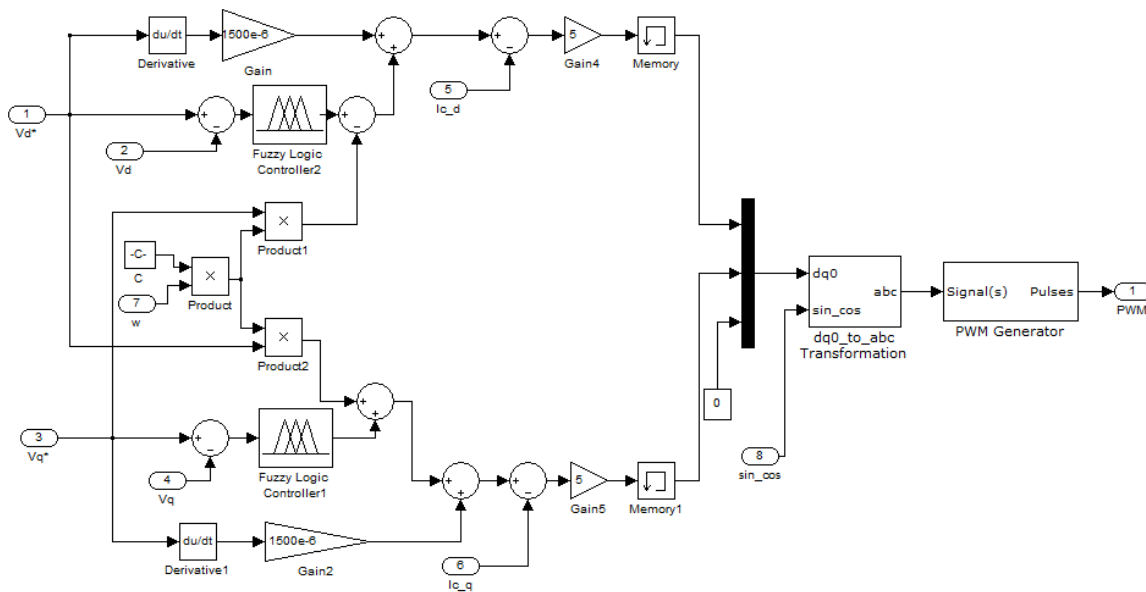 du/dt
Derivative
1500e-6
Gain
+
+
+
−
5
Gain4
Memory
5
Ic_d
1
Vd*
+
−
2
Vd
Fuzzy Logic
Controller2
+
−
×
Product1
-C-
C
×
Product
7
w
×
Product2
0
dq0
sin_cos
abc
dq0_to_abc
Transformation
Signal(s)
Pulses
PWM Generator
1
PWM
8
sin_cos
3
Vq*
+
−
4
Vq
Fuzzy Logic
Controller1
+
+
+
+
+
−
5
Gain5
Memory1
du/dt
Derivative1
1500e-6
Gain2
6
Ic_q